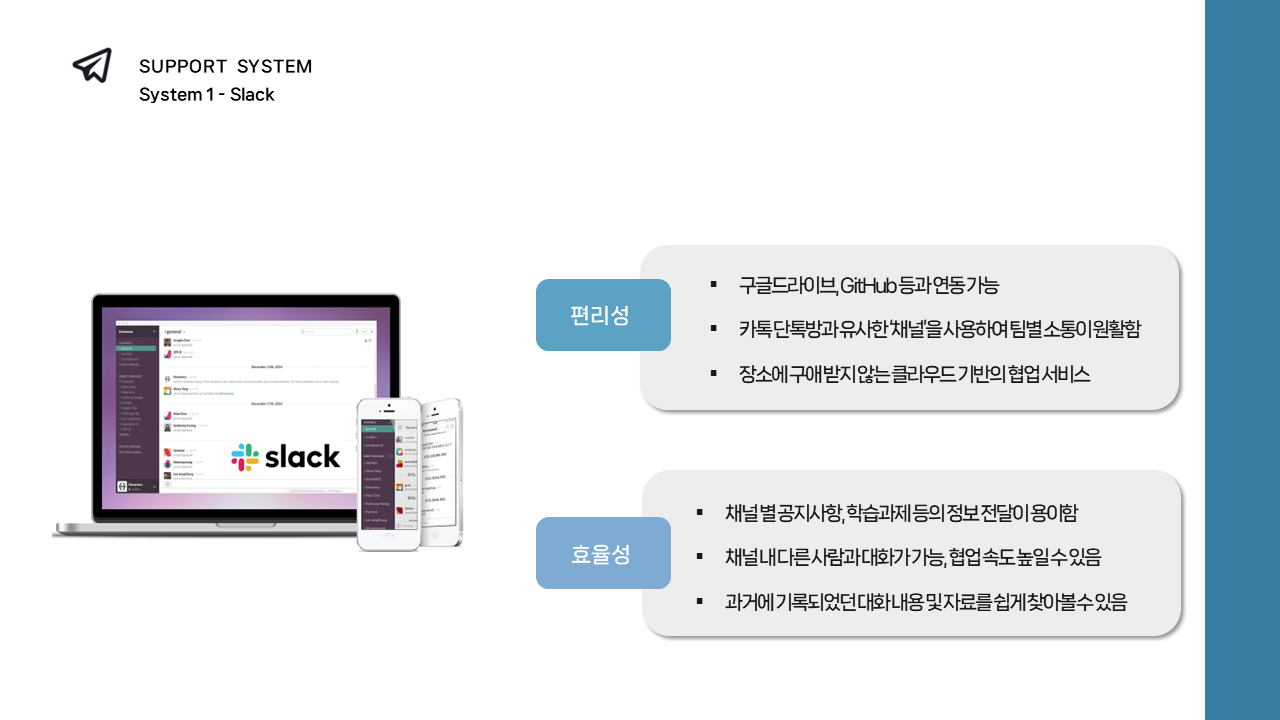 SUPPORT SYSTEM
System 1 - Slack
편리성
▪ 구글드라이브, GitHub 등과 연동 가능
▪ 카톡 단톡방과 유사한 '채널'을 사용하여 팀별 소통이 원활함
▪ 장소에 구애 받지 않는 클라우드 기반의 협업 서비스
slack
효율성
▪ 채널 별 공지사항, 학습과제 등의 정보 전달이 용이함
▪ 채널 내 다른 사람과 대화가 가능, 협업 속도 높일 수 있음
▪ 과거에 기록되었던 대화 내용 및 자료를 쉽게 찾아볼 수 있음